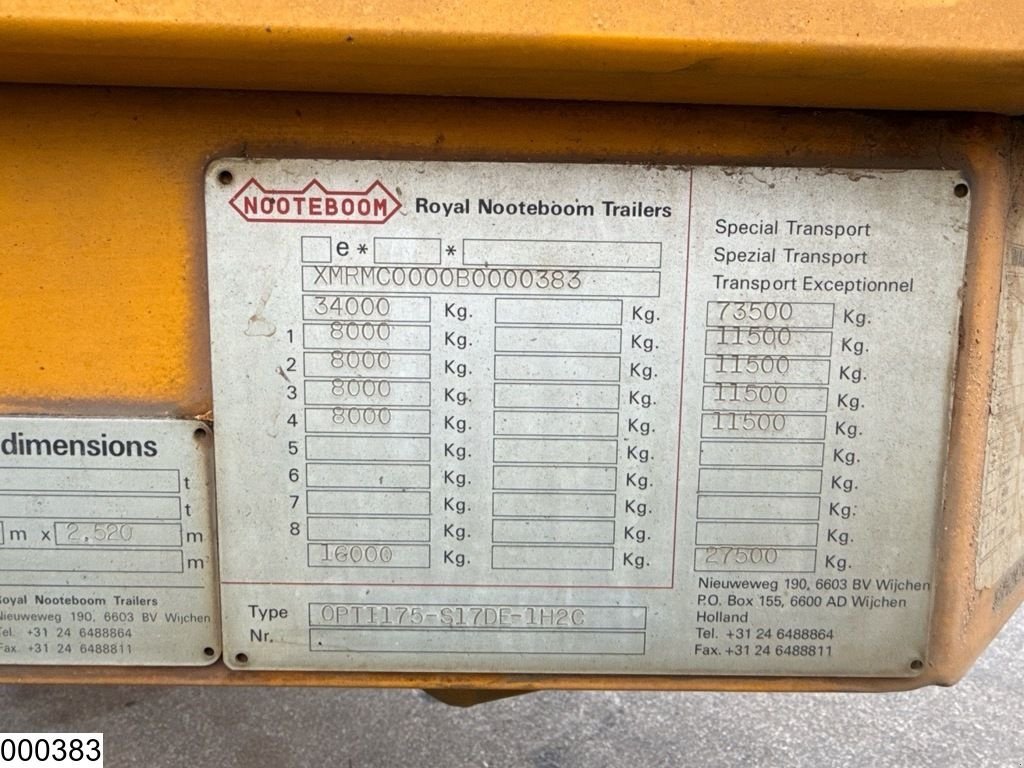 NOOTEBOOM Royal Nooteboom Trailers
e* *
XMRMC0000B0000383
34000 Kg. Kg.
1 8000 Kg. Kg.
2 8000 Kg. Kg.
3 8000 Kg. Kg.
4 8000 Kg. Kg.
5 Kg. Kg.
6 Kg. Kg.
7 Kg. Kg.
8 Kg. Kg.
16000 Kg. Kg.
Type OPTI175-S17DE-1H2C
Nr.
Special Transport
Spezial Transport
Transport Exceptionnel
73500 Kg.
11500 Kg.
11500 Kg.
11500 Kg.
11500 Kg.
Kg.
Kg.
Kg.
Kg.
27500 Kg.
Nieuweweg 190, 6603 BV Wijchen
P.O. Box 155, 6600 AD Wijchen
Holland
Tel. +31 24 6488864
Fax. +31 24 6488811
dimensions
t
t
m x 2,520 m
m
Royal Nooteboom Trailers
Nieuweweg 190, 6603 BV Wijchen
Tel. +31 24 6488864
Fax. +31 24 6488811
000383